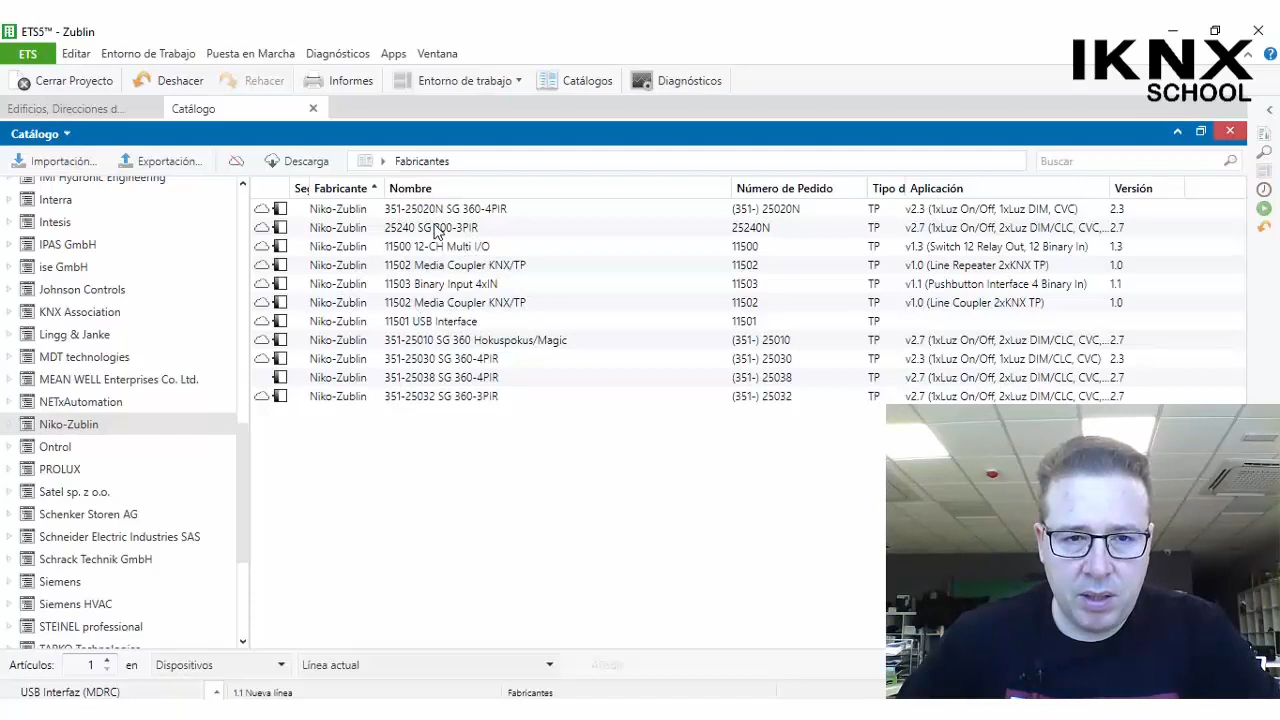 ETS5™ - Zublin
IKNX
SCHOOL
ETS Editar Entorno de Trabajo Puesta en Marcha Diagnósticos Apps Ventana
Cerrar Proyecto Deshacer Rehacer Informes Entorno de trabajo Catálogos Diagnósticos
Edificios, Direcciones d... Catálogo
Catálogo
Importación... Exportación... Descarga Fabricantes Buscar
Fabricante Nombre Número de Pedido Tipo d Aplicación Versión
Niko-Zublin 351-25020N SG 360-4PIR (351-) 25020N TP v2.3 (1xLuz On/Off, 1xLuz DIM, CVC) 2.3
Niko-Zublin 25240 25240N TP v2.7 (1xLuz On/Off, 2xLuz DIM/CLC, CVC,... 2.7
Niko-Zublin 11500 12-CH Multi I/O 11500 TP v1.3 (Switch 12 Relay Out, 12 Binary In) 1.3
Niko-Zublin 11502 Media Coupler KNX/TP 11502 TP v1.0 (Line Repeater 2xKNX TP) 1.0
Niko-Zublin 11503 Binary Input 4xIN 11503 TP v1.1 (Pushbutton Interface 4 Binary In) 1.1
Niko-Zublin 11502 Media Coupler KNX/TP 11502 TP v1.0 (Line Coupler 2xKNX TP) 1.0
Niko-Zublin 11501 USB Interface 11501 TP
Niko-Zublin 351-25010 SG 360 Hokuspokus/Magic (351-) 25010 TP v2.7 (1xLuz On/Off, 2xLuz DIM/CLC, CVC,... 2.7
Niko-Zublin 351-25030 SG 360-4PIR (351-) 25030 TP v2.3 (1xLuz On/Off, 2xLuz DIM/CLC, CVC) 2.3
Niko-Zublin 351-25038 SG 360-4PIR (351-) 25038 TP v2.7 (1xLuz On/Off, 2xLuz DIM/CLC, CVC,... 2.7
Niko-Zublin 351-25032 SG 360-3PIR (351-) 25032 TP v2.7 (1xLuz On/Off, 2xLuz DIM/CLC, CVC,... 2.7
IMI Hydronic Engineering
Interra
Intesis
IPAS GmbH
ise GmbH
Johnson Controls
KNX Association
Lingg & Janke
MDT technologies
MEAN WELL Enterprises Co. Ltd.
NETxAutomation
Niko-Zublin
Ontrol
PROLUX
Satel sp. z o.o.
Schenker Storen AG
Schneider Electric Industries SAS
Schrack Technik GmbH
Siemens
Siemens HVAC
STEINEL professional
Artículos: 1 en Dispositivos Línea actual Añadir
USB Interfaz (MDRC) 1.1 Nueva línea Fabricantes